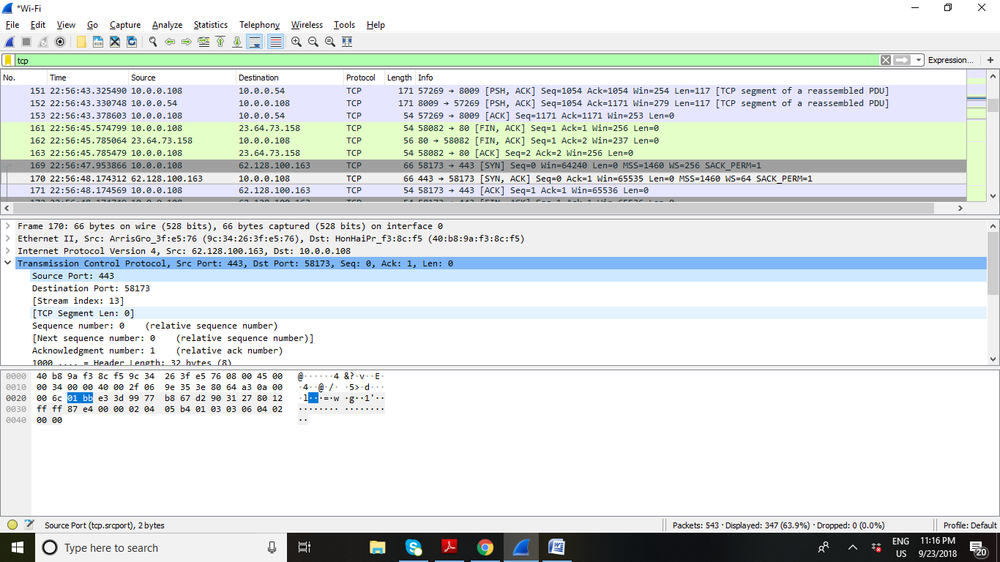 *Wi-Fi
File Edit View Go Capture Analyze Statistics Telephony Wireless Tools Help
tcp Expression... +
No. Time Source Destination Protocol Length Info
151 22:56:43.325490 10.0.0.108 10.0.0.54 TCP 171 57269 → 8009 [PSH, ACK] Seq=1054 Ack=1054 Win=254 Len=117 [TCP segment of a reassembled PDU]
152 22:56:43.330748 10.0.0.54 10.0.0.108 TCP 171 8009 → 57269 [PSH, ACK] Seq=1054 Ack=1171 Win=279 Len=117 [TCP segment of a reassembled PDU]
153 22:56:43.378603 10.0.0.108 10.0.0.54 TCP 54 57269 → 8009 [ACK] Seq=1171 Ack=1171 Win=253 Len=0
161 22:56:45.574799 10.0.0.108 23.64.73.158 TCP 54 58082 → 80 [FIN, ACK] Seq=1 Ack=1 Win=256 Len=0
162 22:56:45.785064 23.64.73.158 10.0.0.108 TCP 56 80 → 58082 [FIN, ACK] Seq=1 Ack=2 Win=237 Len=0
163 22:56:45.785479 10.0.0.108 23.64.73.158 TCP 54 58082 → 80 [ACK] Seq=2 Ack=2 Win=256 Len=0
169 22:56:47.953866 10.0.0.108 62.128.100.163 TCP 66 58173 → 443 [SYN] Seq=0 Win=64240 Len=0 MSS=1460 WS=256 SACK_PERM=1
170 22:56:48.174312 62.128.100.163 10.0.0.108 TCP 66 443 → 58173 [SYN, ACK] Seq=0 Ack=1 Win=65535 Len=0 MSS=1460 WS=64 SACK_PERM=1
171 22:56:48.174569 10.0.0.108 62.128.100.163 TCP 54 58173 → 443 [ACK] Seq=1 Ack=1 Win=65536 Len=0
Frame 170: 66 bytes on wire (528 bits), 66 bytes captured (528 bits) on interface 0
Ethernet II, Src: ArrisGro_3f:e5:76 (9c:34:26:3f:e5:76), Dst: HonHaiPr_f3:8c:f5 (40:b8:9a:f3:8c:f5)
Internet Protocol Version 4, Src: 62.128.100.163, Dst: 10.0.0.108
Transmission Control Protocol, Src Port: 443, Dst Port: 58173, Seq: 0, Ack: 1, Len: 0
Source Port: 443
Destination Port: 58173
[Stream index: 13]
[TCP Segment Len: 0]
Sequence number: 0 (relative sequence number)
[Next sequence number: 0 (relative sequence number)]
Acknowledgment number: 1 (relative ack number)
1000 .... = Header Length: 32 bytes (8)
0000 40 b8 9a f3 8c f5 9c 34 26 3f e5 76 08 00 45 00 @······4 &?·v··E·
0010 00 34 00 00 40 00 2f 06 9e 35 3e 80 64 a3 0a 00 ·4··@·/· ·5>·d···
0020 00 6c 01 bb e3 3d 99 77 b8 67 d2 90 31 27 80 12 ·l···=·w ·g··1'··
0030 ff ff 87 e4 00 00 02 04 05 b4 01 03 03 06 04 02 ········ ········
0040 00 00 ··
Source Port (tcp.srcport), 2 bytes Packets: 543 · Displayed: 347 (63.9%) · Dropped: 0 (0.0%) Profile: Default
Type here to search ENG US 11:16 PM 9/23/2018 20